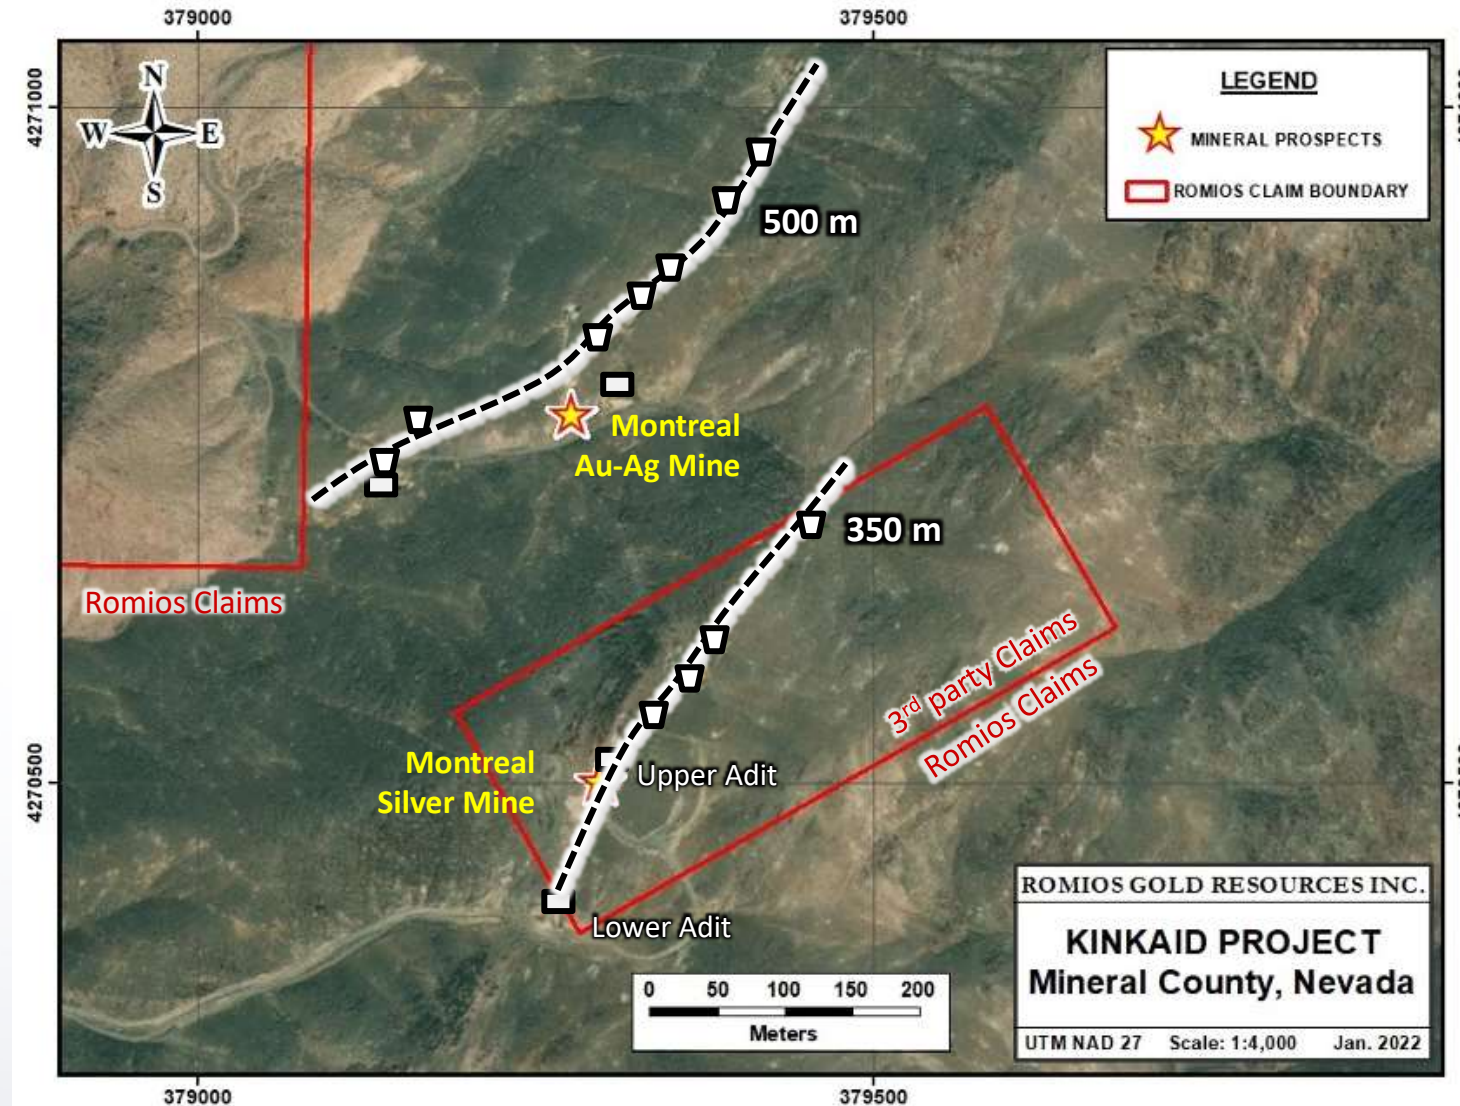 379000
379500
4271000
N
W E
S
LEGEND
MINERAL PROSPECTS
ROMIOS CLAIM BOUNDARY
500 m
Montreal
Au-Ag Mine
350 m
Romios Claims
3rd party Claims
Romios Claims
Montreal
Silver Mine
4270500
Upper Adit
Lower Adit
0 50 100 150 200
Meters
ROMIOS GOLD RESOURCES INC.
KINKAID PROJECT
Mineral County, Nevada
UTM NAD 27 Scale: 1:4,000 Jan. 2022
379000
379500